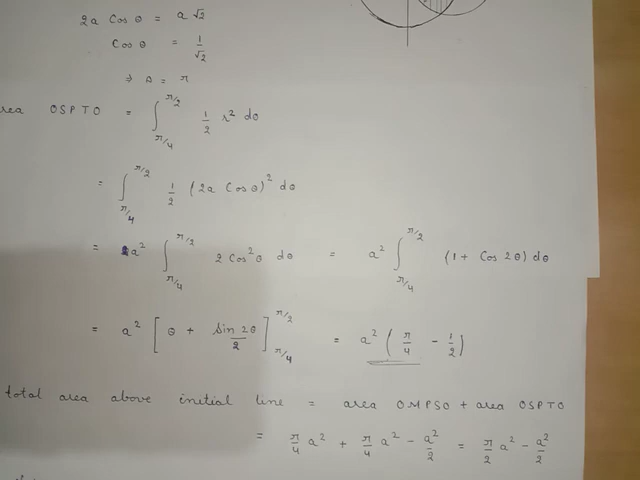 2a Cos θ = a √2
Cos θ = 1/√2
⇒ θ = π
area OSPTO = ∫_{π/4}^{π/2} 1/2 r² dθ
= ∫_{π/4}^{π/2} 1/2 (2a Cos θ)² dθ
= a² ∫_{π/4}^{π/2} 2 Cos²θ dθ = a² ∫_{π/4}^{π/2} (1 + Cos 2θ) dθ
= a² [ θ + Sin 2θ/2 ]_{π/4}^{π/2} = a² ( π/4 - 1/2 )
total area above initial line = area OMPSO + area OSPTO
= π/4 a² + π/4 a² - a²/2 = π/2 a² - a²/2